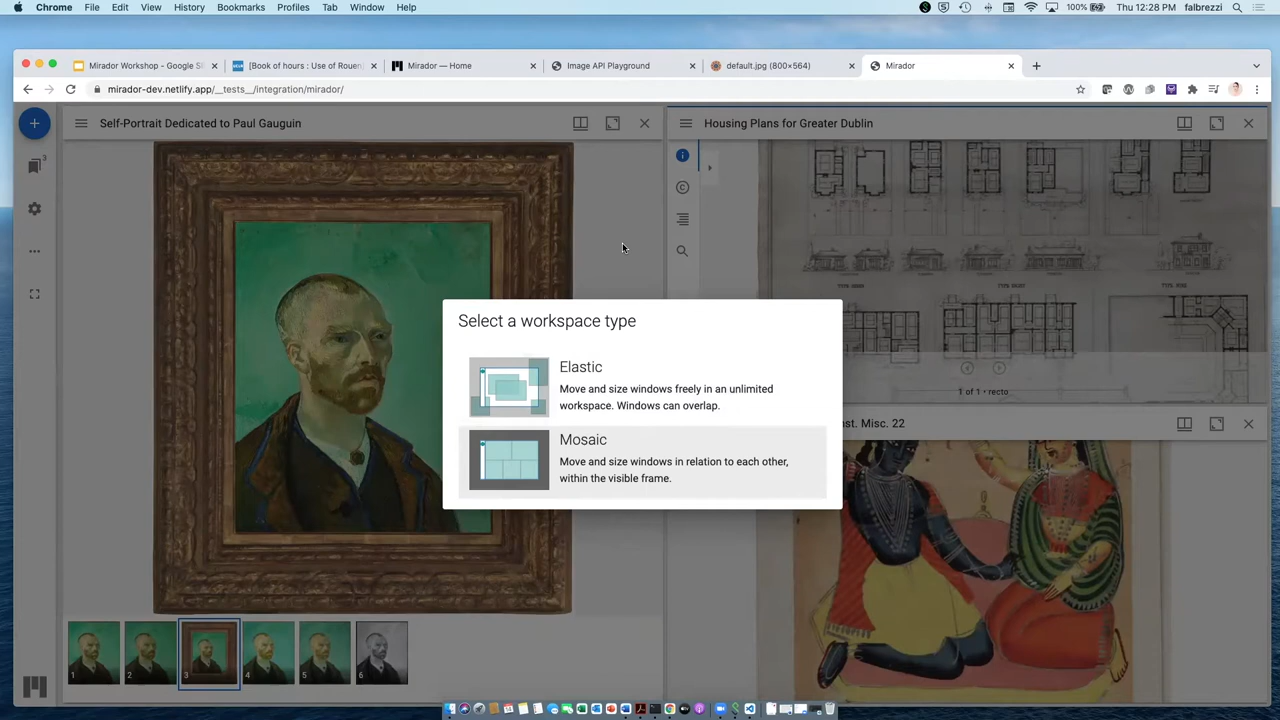 Chrome File Edit View History Bookmarks Profiles Tab Window Help 100% Thu 12:28 PM falbrezzi
Mirador Workshop - Google Sl [Book of hours : Use of Rouen] Mirador — Home Image API Playground default.jpg (800×564) Mirador
mirador-dev.netlify.app/__tests__/integration/mirador/
Self-Portrait Dedicated to Paul Gauguin
Housing Plans for Greater Dublin
3
Select a workspace type
Elastic
Move and size windows freely in an unlimited
workspace. Windows can overlap.
Mosaic
Move and size windows in relation to each other,
within the visible frame.
1 of 1 • recto
st. Misc. 22
1 2 3 4 5 6